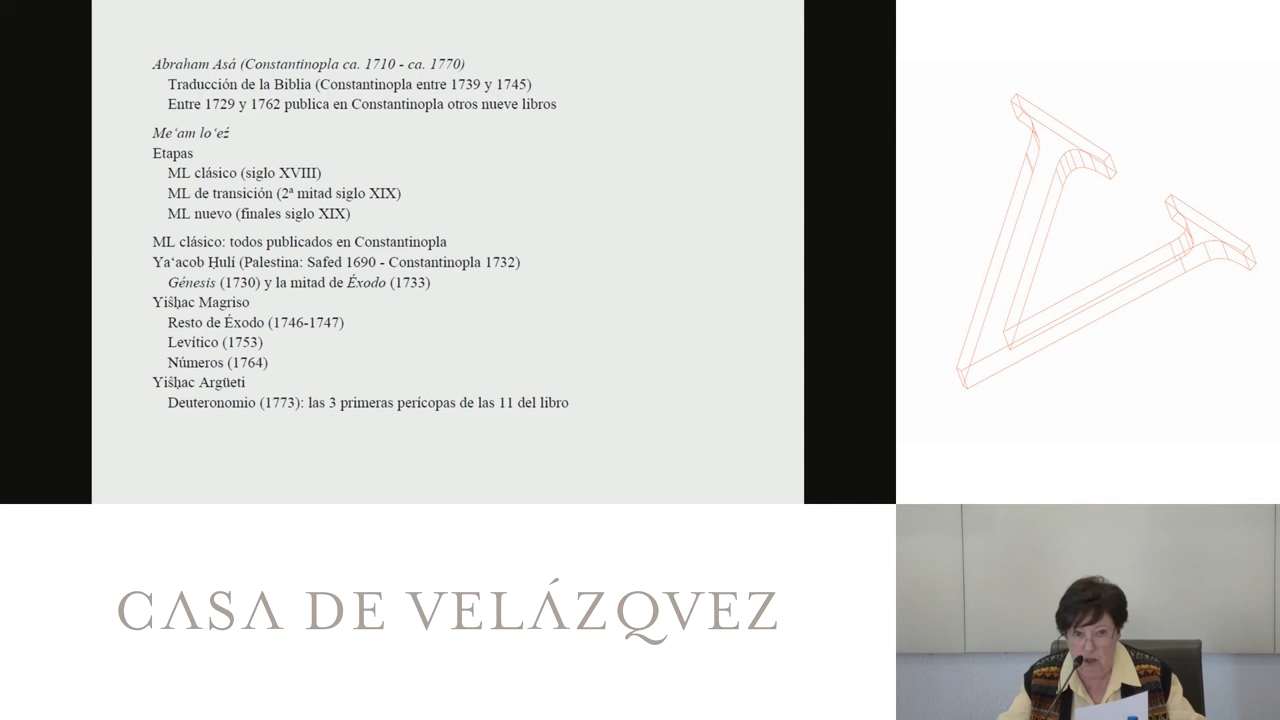 Abraham Asá (Constantinopla ca. 1710 - ca. 1770)
Traducción de la Biblia (Constantinopla entre 1739 y 1745)
Entre 1729 y 1762 publica en Constantinopla otros nueve libros
Me‘am lo‘eź
Etapas
ML clásico (siglo XVIII)
ML de transición (2ª mitad siglo XIX)
ML nuevo (finales siglo XIX)
ML clásico: todos publicados en Constantinopla
Ya‘acob Ḥulí (Palestina: Safed 1690 - Constantinopla 1732)
Génesis (1730) y la mitad de Éxodo (1733)
Yiŝḥac Magriso
Resto de Éxodo (1746-1747)
Levítico (1753)
Números (1764)
Yiŝḥac Argüeti
Deuteronomio (1773): las 3 primeras perícopas de las 11 del libro
CASA DE VELÁZQVEZ